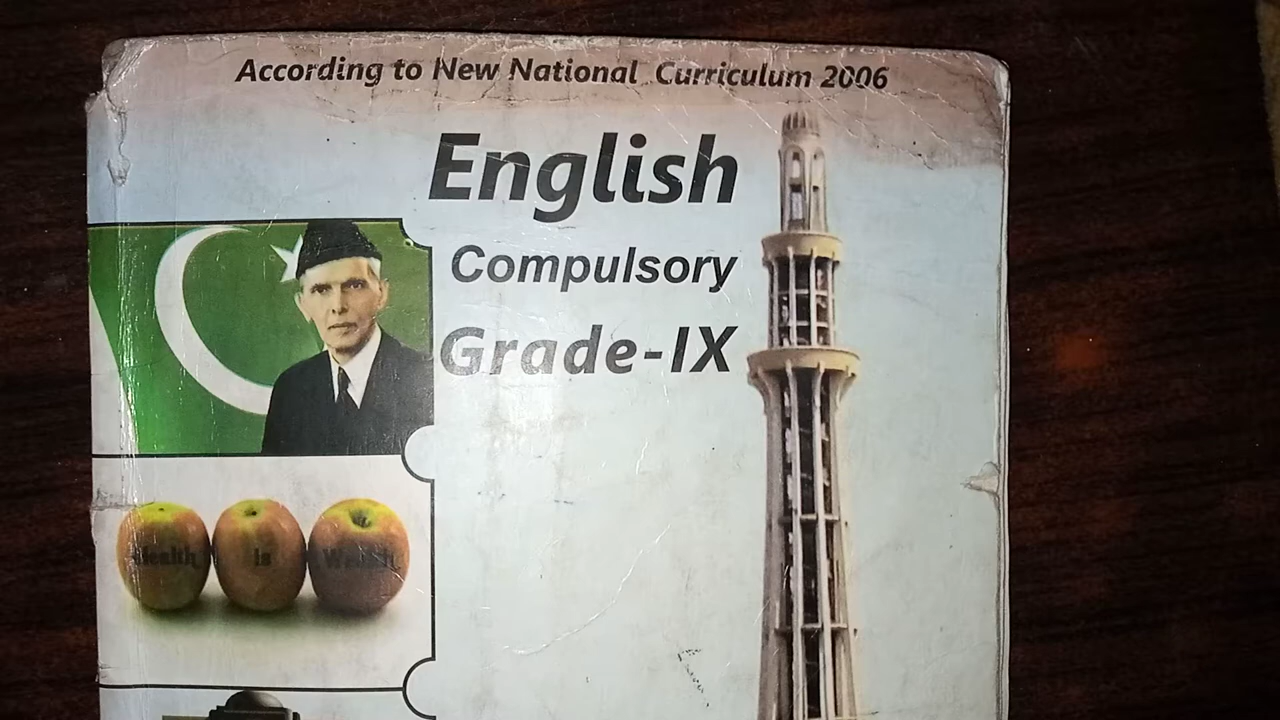 According to New National Curriculum 2006
English
Compulsory
Grade-IX
Health is Wealth